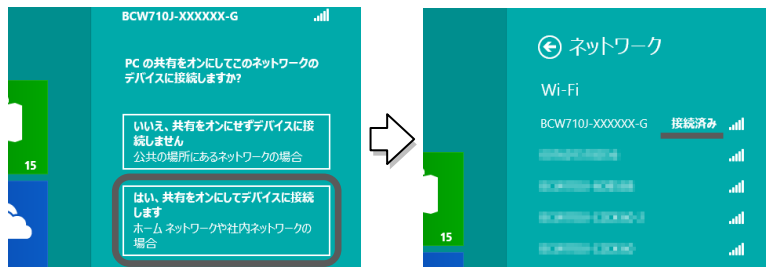 BCW710J-XXXXXX-G
PC の共有をオンにしてこのネットワークの
デバイスに接続しますか?
いいえ、共有をオンにせずデバイスに接
続しません
公共の場所にあるネットワークの場合
はい、共有をオンにしてデバイスに接続
します
ホーム ネットワークや社内ネットワークの
場合
15
ネットワーク
Wi-Fi
BCW710J-XXXXXX-G 接続済み
15